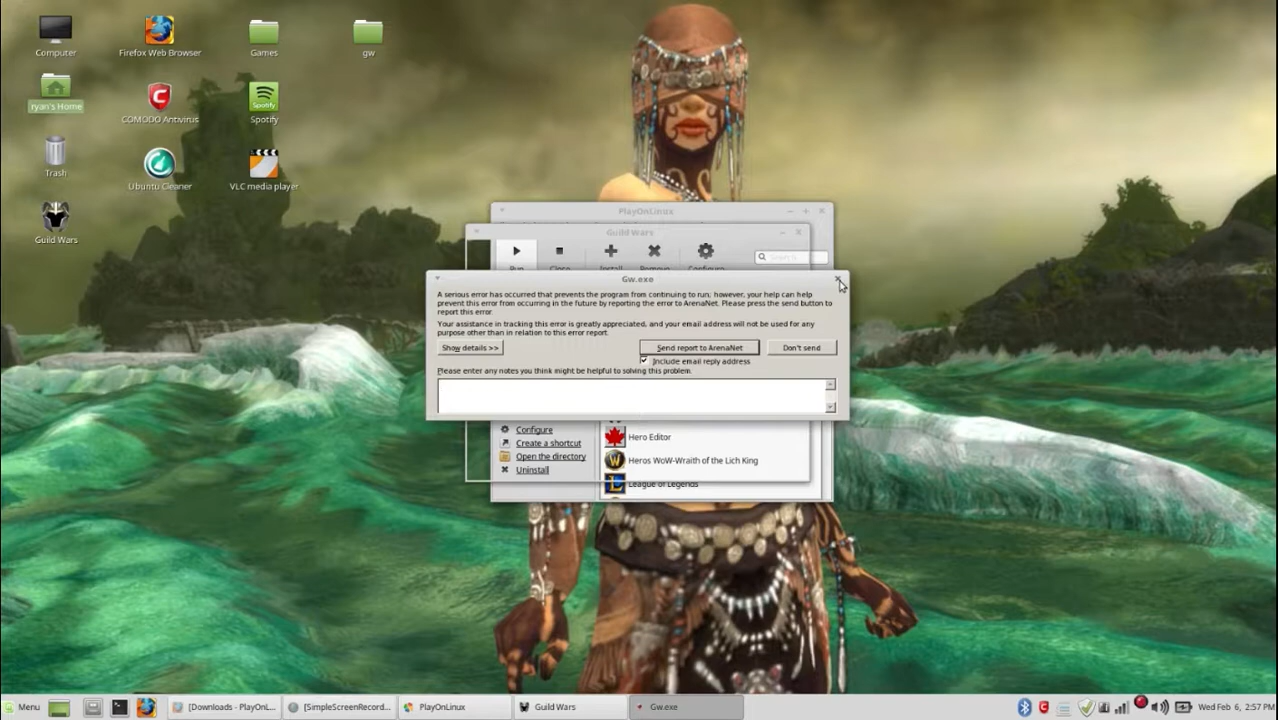 Computer
Firefox Web Browser
Games
gw
ryan's Home
COMODO Antivirus
Spotify
Spotify
Trash
Ubuntu Cleaner
VLC media player
Guild Wars
PlayOnLinux
Guild Wars
Run
Close
Install
Remove
Configure
Gw.exe
A serious error has occurred that prevents the program from continuing to run; however, your help can help
prevent this error from occurring in the future by reporting the error to ArenaNet. Please press the send button to
report this error.
Your assistance in tracking this error is greatly appreciated, and your email address will not be used for any
purpose other than in relation to this error report.
Show details >>
Send report to ArenaNet
Don't send
Include email reply address
Please enter any notes you think might be helpful to solving this problem.
Configure
Create a shortcut
Open the directory
Uninstall
Hero Editor
Heros WoW-Wraith of the Lich King
League of Legends
Menu
[Downloads - PlayOnL...
[SimpleScreenRecord...
PlayOnLinux
Guild Wars
Gw.exe
Wed Feb 6, 2:57 PM